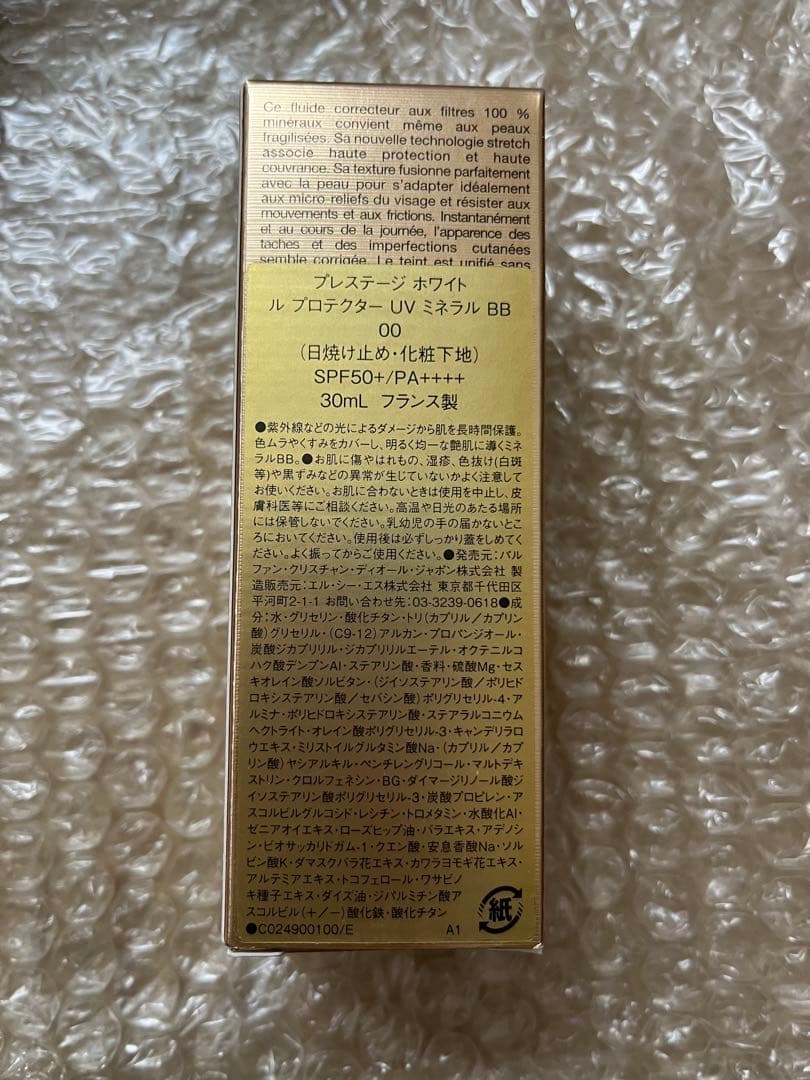 Ce fluide correcteur aux filtres 100 %
minéraux convient même aux peaux
fragilisées. Sa nouvelle technologie stretch
associe haute protection et haute
couvrance. Sa texture fusionne parfaitement
avec la peau pour s'adapter idéalement
aux micro-reliefs du visage et résister aux
mouvements et aux frictions. Instantanément
et au cours de la journée, l'apparence des
taches et des imperfections cutanées
semble corrigée. Le teint est unifié sans
プレステージ ホワイト
ル プロテクター UV ミネラル BB
00
(日焼け止め・化粧下地)
SPF50+/PA++++
30mL フランス製
●紫外線などの光によるダメージから肌を長時間保護。
色ムラやくすみをカバーし、明るく均一な艶肌に導くミネ
ラルBB。●お肌に傷やはれもの、湿疹、色抜け(白斑
等)や黒ずみなどの異常が生じていないかよく注意して
お使いください。お肌に合わないときは使用を中止し、皮
膚科医等にご相談ください。高温や日光のあたる場所
には保管しないでください。乳幼児の手の届かないとこ
ろにおいてください。使用後は必ずしっかり蓋をしめてく
ださい。よく振ってからご使用ください。●発売元:パル
ファン・クリスチャン・ディオール・ジャポン株式会社 製
造販売元:エル・シー・エス株式会社 東京都千代田区
平河町2-1-1 お問い合わせ先:03-3239-0618●成
分:水・グリセリン・酸化チタン・トリ(カプリル/カプリン
酸)グリセリル・(C9-12)アルカン・プロパンジオール・
炭酸ジカプリリル・ジカプリリルエーテル・オクテニルコ
ハク酸デンプンAl・ステアリン酸・香料・硫酸Mg・セス
キオレイン酸ソルビタン・(ジイソステアリン酸/ポリヒド
ロキシステアリン酸/セバシン酸)ポリグリセリル-4・ア
ルミナ・ポリヒドロキシステアリン酸・ステアラルコニウム
ヘクトライト・オレイン酸ポリグリセリル-3・キャンデリラロ
ウエキス・ミリストイルグルタミン酸Na・(カプリル/カプ
リン酸)ヤシアルキル・ペンチレングリコール・マルトデキ
ストリン・クロルフェネシン・BG・ダイマージリノール酸ジ
イソステアリン酸ポリグリセリル-3・炭酸プロピレン・ア
スコルビルグルコシド・レシチン・トロメタミン・水酸化Al・
ゼニアオイエキス・ローズヒップ油・バラエキス・アデノシ
ン・ビオサッカリドガム-1・クエン酸・安息香酸Na・ソル
ビン酸K・ダマスクバラ花エキス・カワラヨモギ花エキス・
アルテミアエキス・トコフェロール・ワサビノ
キ種子エキス・ダイズ油・ジパルミチン酸ア
スコルビル(+/-)酸化鉄・酸化チタン
●C024900100/E A1
紙